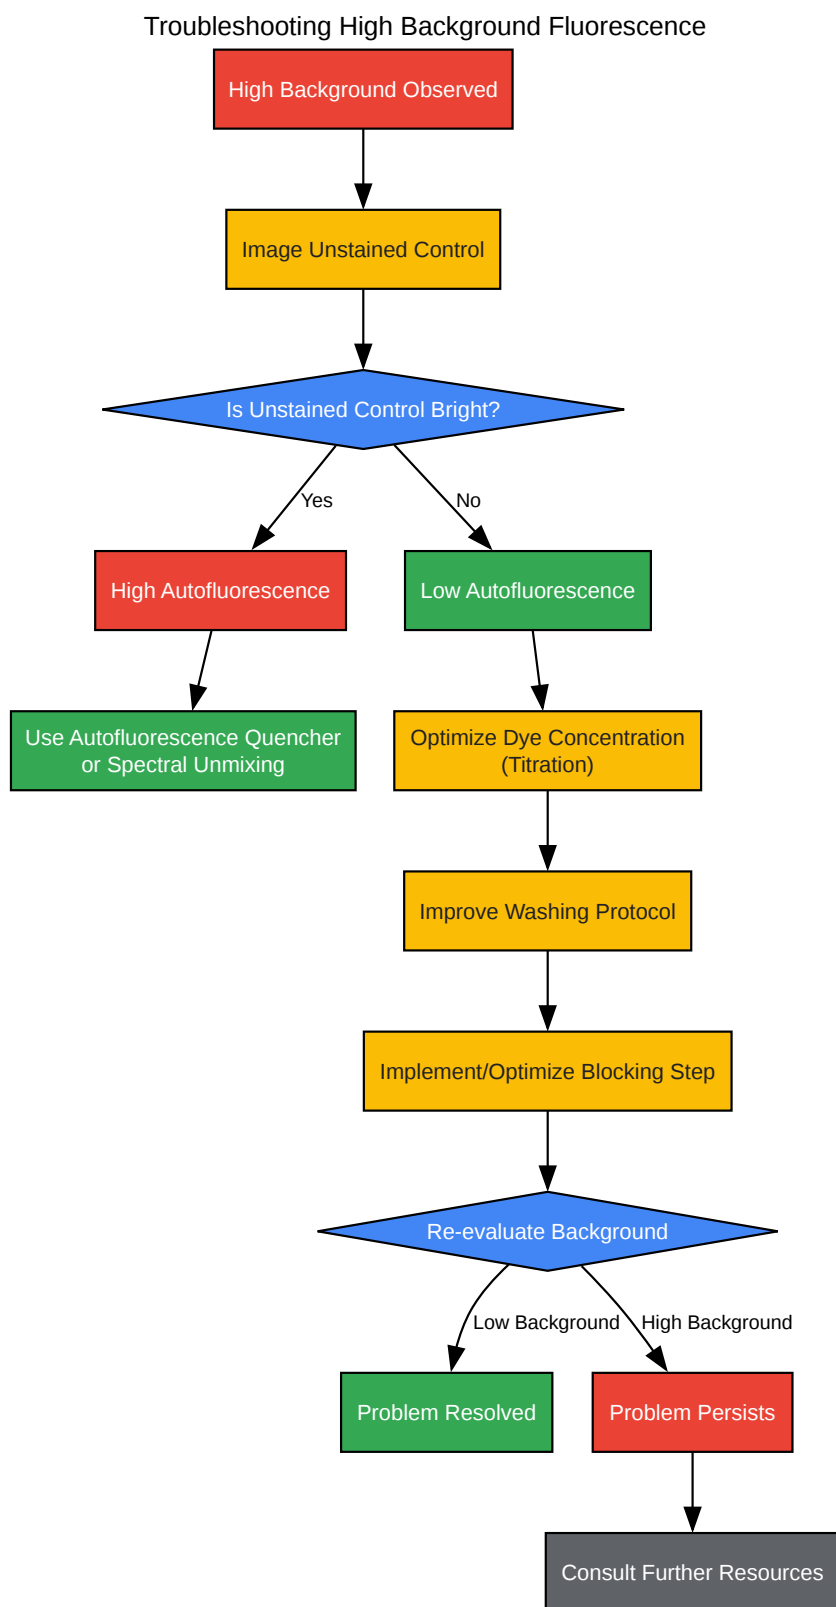 Troubleshooting High Background Fluorescence
High Background Observed
Image Unstained Control
Is Unstained Control Bright?
Yes
No
High Autofluorescence
Low Autofluorescence
Use Autofluorescence Quencher
or Spectral Unmixing
Optimize Dye Concentration
(Titration)
Improve Washing Protocol
Implement/Optimize Blocking Step
Re-evaluate Background
Low Background
High Background
Problem Resolved
Problem Persists
Consult Further Resources